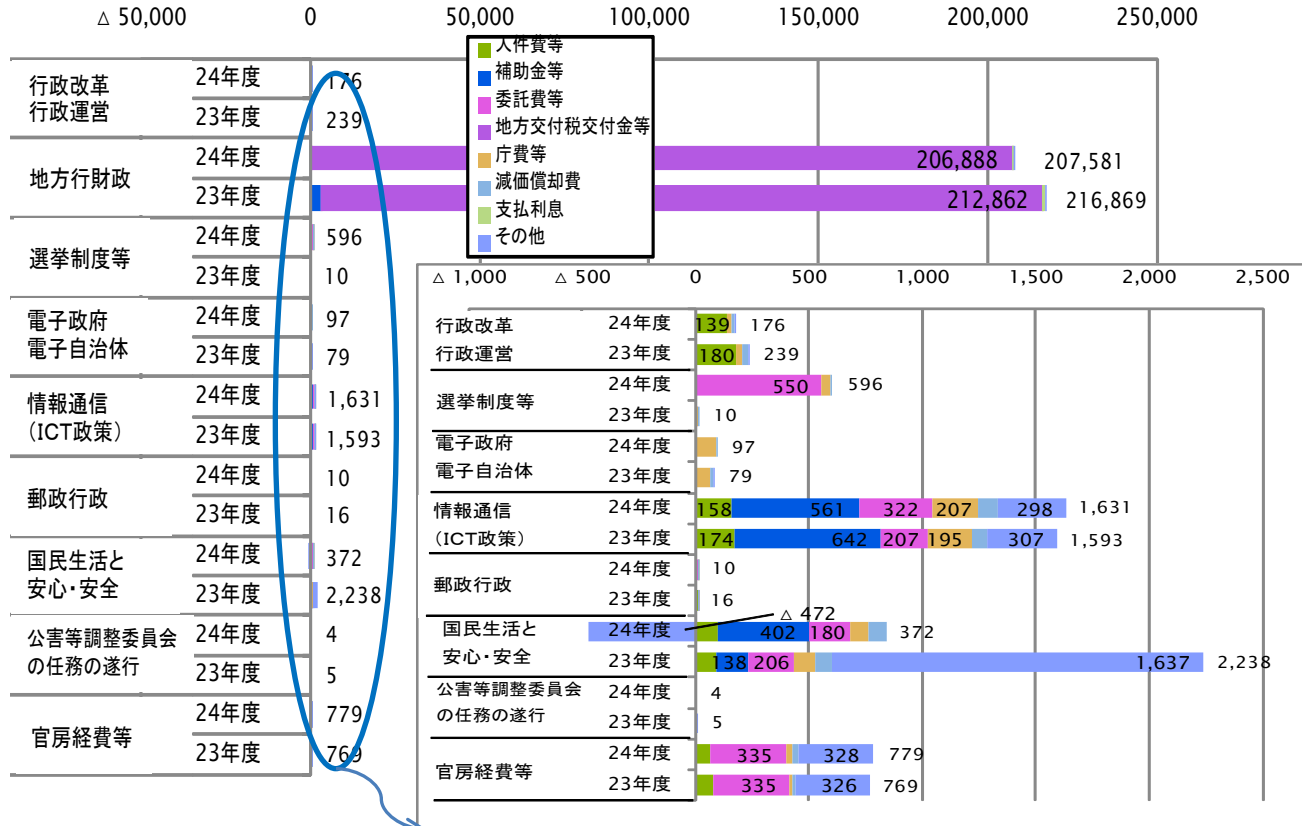 △ 50,000 0 50,000 100,000 150,000 200,000 250,000
人件費等
補助金等
委託費等
地方交付税交付金等
庁費等
減価償却費
支払利息
その他
行政改革
行政運営
24年度 176
23年度 239
地方行財政
24年度 206,888 207,581
23年度 212,862 216,869
選挙制度等
24年度 596
23年度 10
電子政府
電子自治体
24年度 97
23年度 79
情報通信
(ICT政策)
24年度 1,631
23年度 1,593
郵政行政
24年度 10
23年度 16
国民生活と
安心・安全
24年度 372
23年度 2,238
公害等調整委員会
の任務の遂行
24年度 4
23年度 5
官房経費等
24年度 779
23年度 769
△ 1,000 △ 500 0 500 1,000 1,500 2,000 2,500
行政改革 24年度 139 176
行政運営 23年度 180 239
選挙制度等
24年度 550 596
23年度 10
電子政府 24年度 97
電子自治体 23年度 79
情報通信 24年度 158 561 322 207 298 1,631
(ICT政策) 23年度 174 642 207 195 307 1,593
郵政行政
24年度 10
23年度 16
△ 472
国民生活と 24年度 402 180 372
安心・安全 23年度 138 206 1,637 2,238
公害等調整委員会 24年度 4
の任務の遂行 23年度 5
官房経費等
24年度 335 328 779
23年度 335 326 769